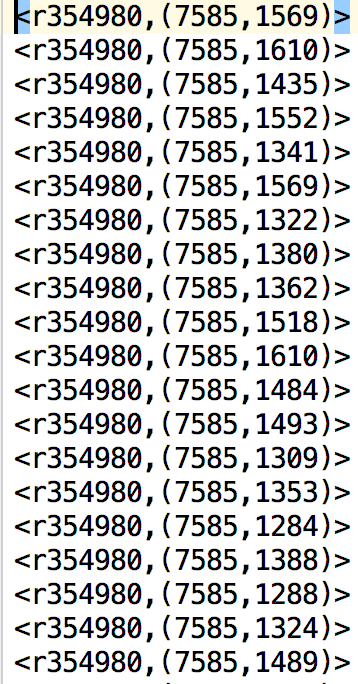 <r354980,(7585,1569)>
<r354980,(7585,1610)>
<r354980,(7585,1435)>
<r354980,(7585,1552)>
<r354980,(7585,1341)>
<r354980,(7585,1569)>
<r354980,(7585,1322)>
<r354980,(7585,1380)>
<r354980,(7585,1362)>
<r354980,(7585,1518)>
<r354980,(7585,1610)>
<r354980,(7585,1484)>
<r354980,(7585,1493)>
<r354980,(7585,1309)>
<r354980,(7585,1353)>
<r354980,(7585,1284)>
<r354980,(7585,1388)>
<r354980,(7585,1288)>
<r354980,(7585,1324)>
<r354980,(7585,1489)>